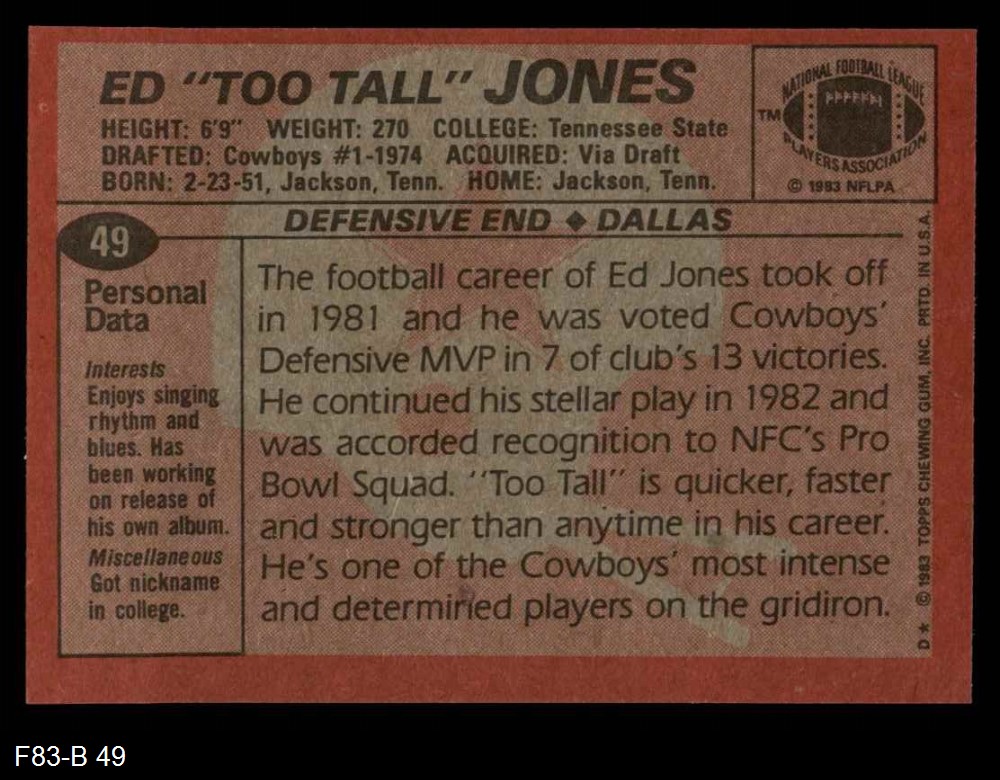 ED "TOO TALL" JONES
HEIGHT: 6'9" WEIGHT: 270 COLLEGE: Tennessee State
DRAFTED: Cowboys #1-1974 ACQUIRED: Via Draft
BORN: 2-23-51, Jackson, Tenn. HOME: Jackson, Tenn.
NATIONAL FOOTBALL LEAGUE
TM
PLAYERS ASSOCIATION
© 1983 NFLPA
DEFENSIVE END ◆ DALLAS
49
Personal
Data
Interests
Enjoys singing
rhythm and
blues. Has
been working
on release of
his own album.
Miscellaneous
Got nickname
in college.
The football career of Ed Jones took off
in 1981 and he was voted Cowboys'
Defensive MVP in 7 of club's 13 victories.
He continued his stellar play in 1982 and
was accorded recognition to NFC's Pro
Bowl Squad. "Too Tall" is quicker, faster
and stronger than anytime in his career.
He's one of the Cowboys' most intense
and determined players on the gridiron.
D★ © 1983 TOPPS CHEWING GUM, INC. PRTD. IN U.S.A.
F83-B 49